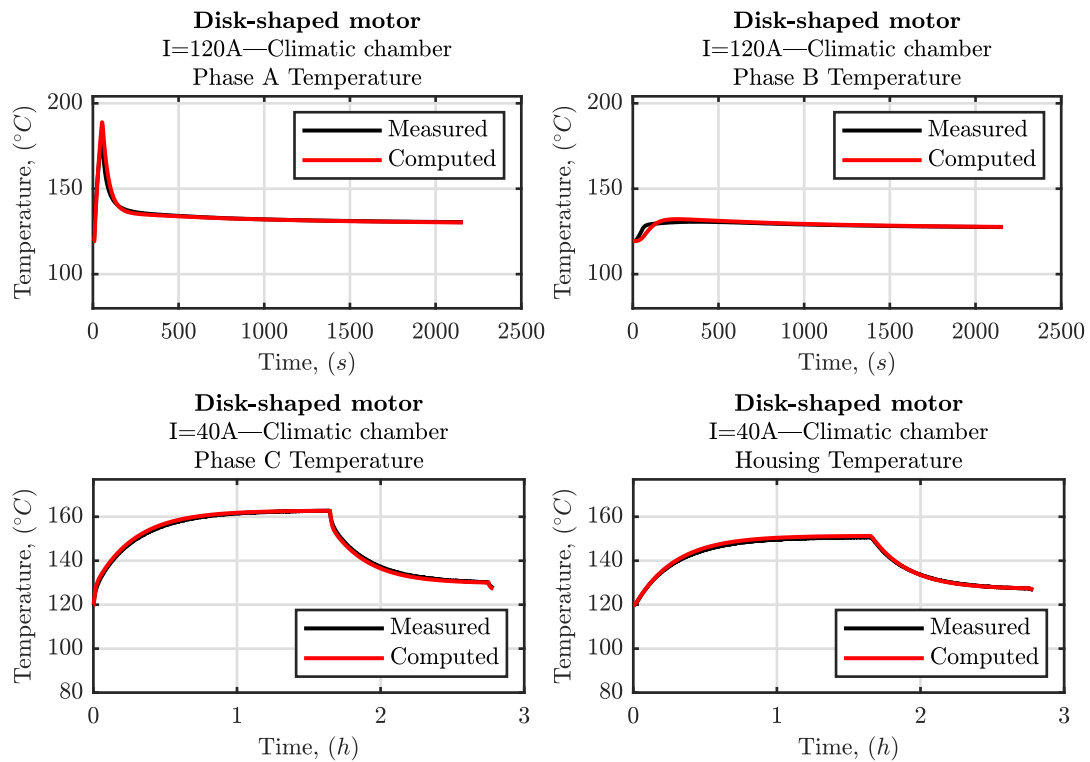 Disk-shaped motor
I=120A—Climatic chamber
Phase A Temperature
200
150
100
Temperature, (°C)
Measured
Computed
0
500
1000
1500
2000
2500
Time, (s)
Disk-shaped motor
I=120A—Climatic chamber
Phase B Temperature
200
150
100
Temperature, (°C)
Measured
Computed
0
500
1000
1500
2000
2500
Time, (s)
Disk-shaped motor
I=40A—Climatic chamber
Phase C Temperature
160
140
120
100
80
Temperature, (°C)
Measured
Computed
0
1
2
3
Time, (h)
Disk-shaped motor
I=40A—Climatic chamber
Housing Temperature
160
140
120
100
80
Temperature, (°C)
Measured
Computed
0
1
2
3
Time, (h)